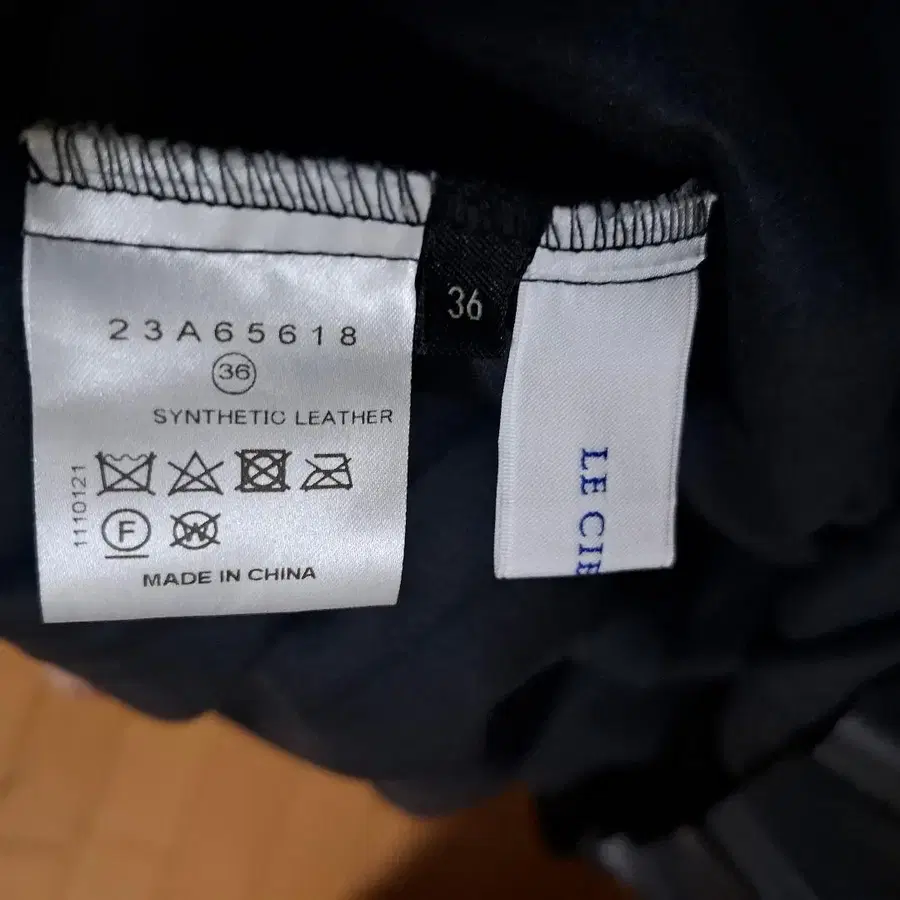 23A65618
36
SYNTHETIC LEATHER
1110121
F
W
MADE IN CHINA
36
LE CIE